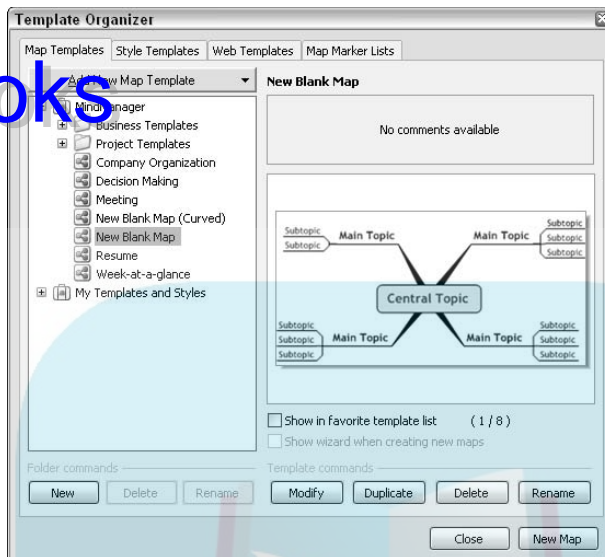 Template Organizer
Map Templates Style Templates Web Templates Map Marker Lists
oks
Add New Map Template
MindManager
Business Templates
Project Templates
Company Organization
Decision Making
Meeting
New Blank Map (Curved)
New Blank Map
Resume
Week-at-a-glance
My Templates and Styles
New Blank Map
No comments available
Subtopic
Subtopic
Main Topic
Main Topic
Subtopic
Subtopic
Subtopic
Central Topic
Subtopic
Subtopic
Subtopic
Main Topic
Main Topic
Subtopic
Subtopic
Subtopic
Show in favorite template list (1/8)
Show wizard when creating new maps
Folder commands
New Delete Rename
Template commands
Modify Duplicate Delete Rename
Close New Map